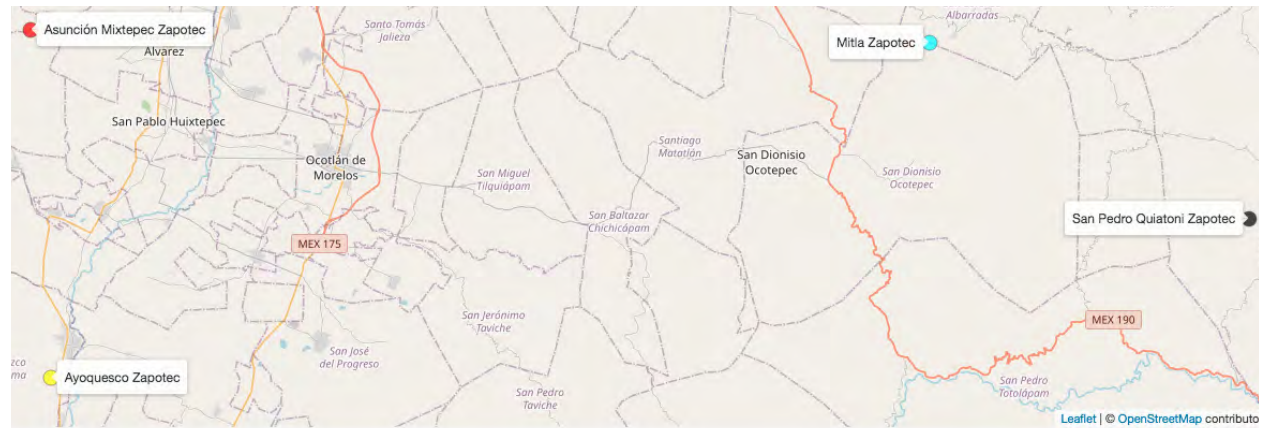 Asunción Mixtepec Zapotec
Alvarez
Santo Tomás
Jalieza
Albarradas
Mitla Zapotec
San Pablo Huixtepec
Ocotlán de
Morelos
San Miguel
Tilquiápam
Santiago
Matatlán
San Dionisio
Ocotepec
San Dionisio
Ocotepec
San Baltazar
Chichicápam
San Pedro Quiatoni Zapotec
MEX 175
San Jerónimo
Taviche
MEX 190
San José
del Progreso
zco
ma
Ayoquesco Zapotec
San Pedro
Taviche
San Pedro
Totolápam
Leaflet | © OpenStreetMap contributo